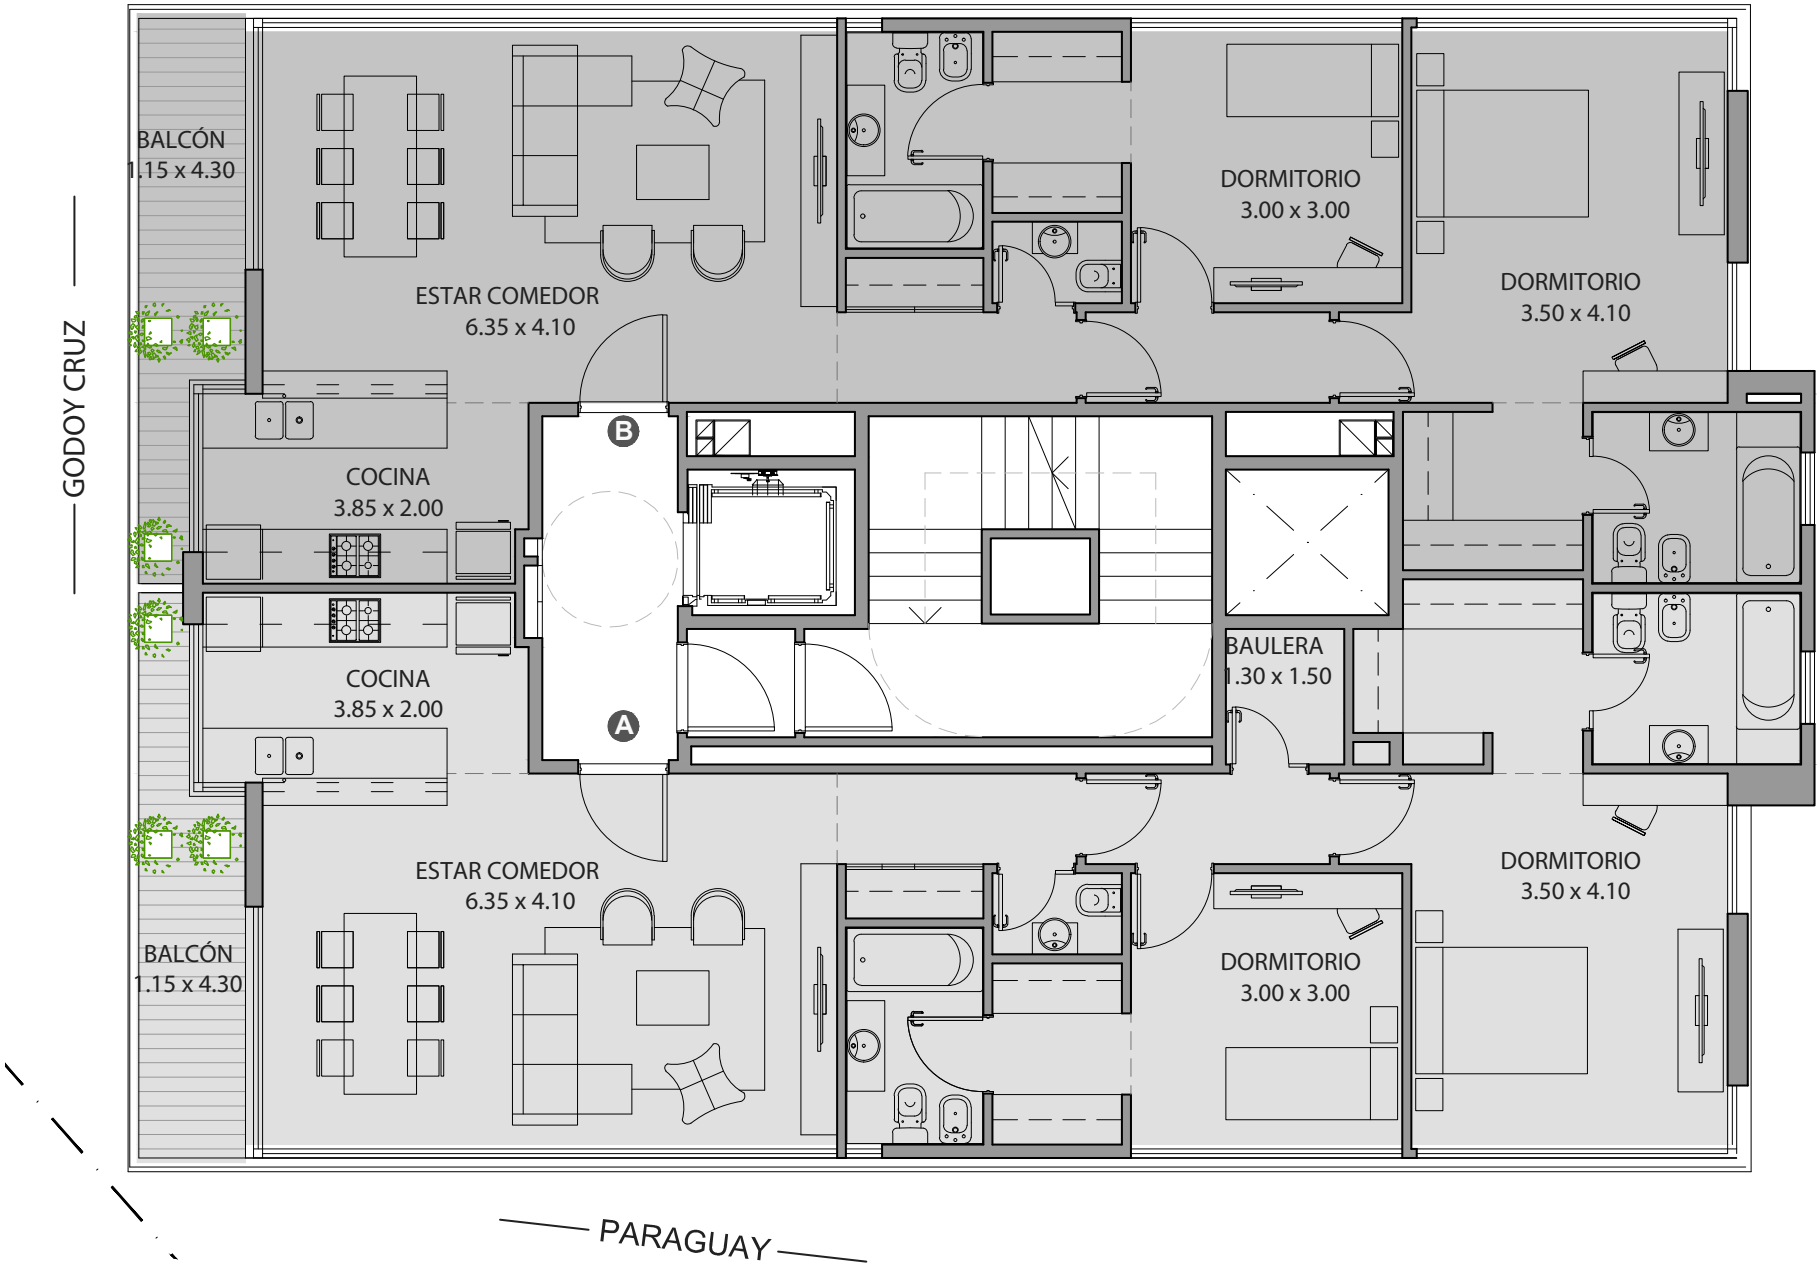 BALCÓN
1.15 x 4.30
DORMITORIO
3.00 x 3.00
ESTAR COMEDOR
6.35 x 4.10
DORMITORIO
3.50 x 4.10
GODOY CRUZ
B
COCINA
3.85 x 2.00
COCINA
3.85 x 2.00
BAULERA
1.30 x 1.50
A
ESTAR COMEDOR
6.35 x 4.10
DORMITORIO
3.50 x 4.10
BALCÓN
1.15 x 4.30
DORMITORIO
3.00 x 3.00
PARAGUAY